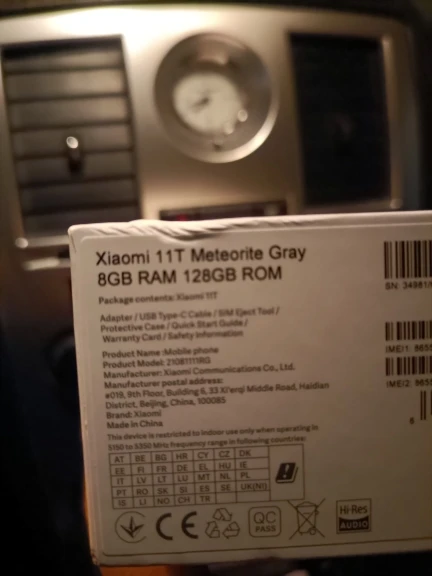 Xiaomi 11T Meteorite Gray
8GB RAM 128GB ROM
Package contents: Xiaomi 11T
Adapter / USB Type-C Cable / SIM Eject Tool /
Protective Case / Quick Start Guide /
Warranty Card / Safety Information
Product Name:Mobile phone
Product Model: 21081111RG
Manufacturer: Xiaomi Communications Co., Ltd.
Manufacturer postal address:
#019, 9th Floor, Building 6, 33 Xi'erqi Middle Road, Haidian
District, Beijing, China, 100085
Brand: Xiaomi
Made in China
This device is restricted to indoor use only when operating in
5150 to 5350 MHz frequency range in following countries:
AT BE BG HR CY CZ DK
EE FI FR DE EL HU IE
IT LV LT LU MT NL PL
PT RO SK SI ES SE UK(NI)
IS LI NO CH TR
SN: 34981/
IMEI1: 8655
IMEI2: 8655
6
CE
QC
PASS
Hi-Res
AUDIO